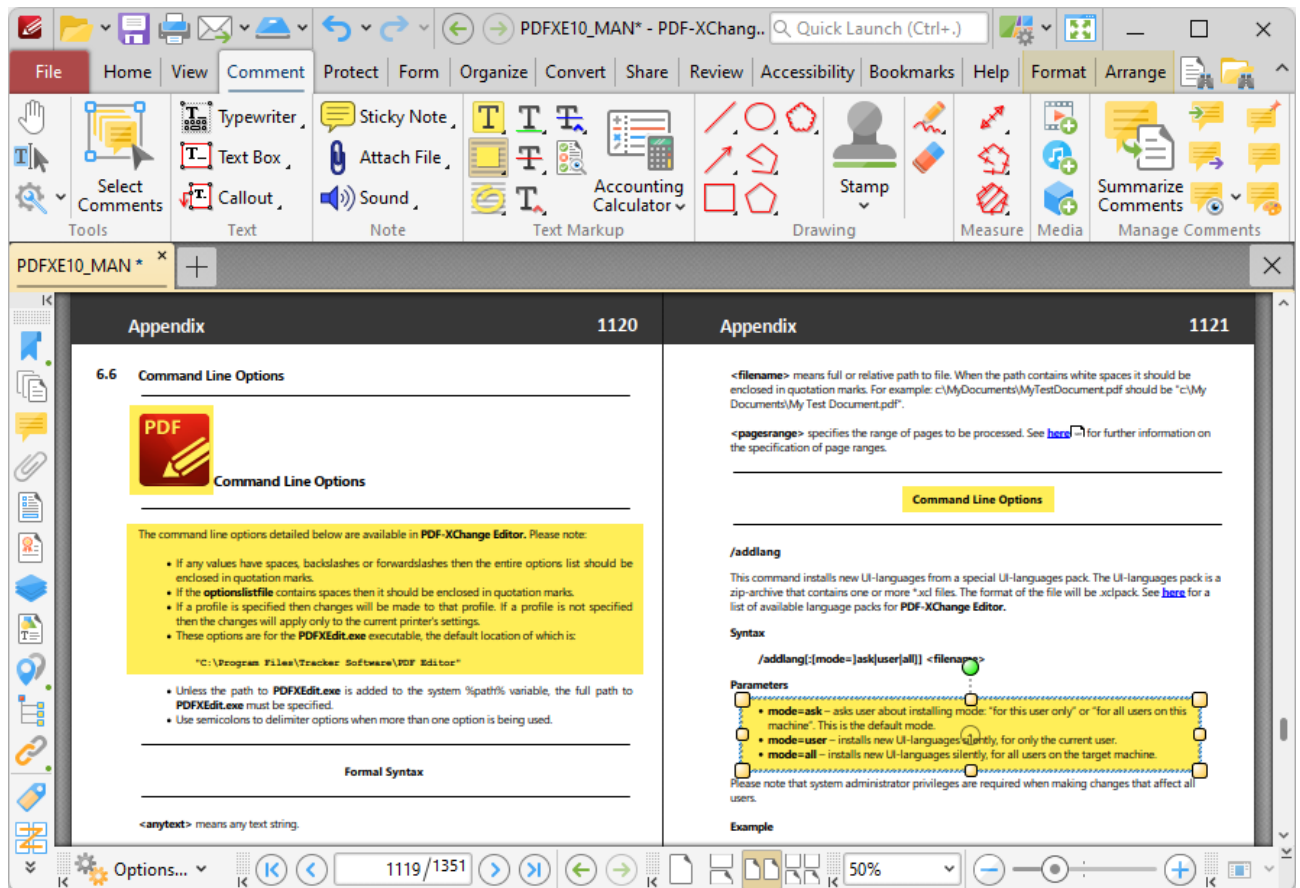 PDFXE10_MAN* - PDF-XChang..
Quick Launch (Ctrl+.)
File Home View Comment Protect Form Organize Convert Share Review Accessibility Bookmarks Help Format Arrange
Select
Comments
Tools
Typewriter
Text Box
Callout
Text
Sticky Note
Attach File
Sound
Note
Accounting
Calculator
Text Markup
Stamp
Drawing
Measure
Media
Summarize
Comments
Manage Comments
PDFXE10_MAN *
Appendix 1120
6.6 Command Line Options
PDF
Command Line Options
The command line options detailed below are available in PDF-XChange Editor. Please note:
• If any values have spaces, backslashes or forwardslashes then the entire options list should be
enclosed in quotation marks.
• If the optionslistfile contains spaces then it should be enclosed in quotation marks.
• If a profile is specified then changes will be made to that profile. If a profile is not specified
then the changes will apply only to the current printer's settings.
• These options are for the PDFXEdit.exe executable, the default location of which is:
"C:\Program Files\Tracker Software\PDF Editor"
• Unless the path to PDFXEdit.exe is added to the system %path% variable, the full path to
PDFXEdit.exe must be specified.
• Use semicolons to delimiter options when more than one option is being used.
Formal Syntax
<anytext> means any text string.
Appendix 1121
<filename> means full or relative path to file. When the path contains white spaces it should be
enclosed in quotation marks. For example: c\MyDocuments\MyTestDocument.pdf should be "c:\My
Documents\My Test Document.pdf".
<pagesrange> specifies the range of pages to be processed. See here for further information on
the specification of page ranges.
Command Line Options
/addlang
This command installs new UI-languages from a special UI-languages pack. The UI-languages pack is a
zip-archive that contains one or more *.xcl files. The format of the file will be .xclpack. See here for a
list of available language packs for PDF-XChange Editor.
Syntax
/addlang[:[mode=]ask|user|all]] <filename>
Parameters
• mode=ask – asks user about installing mode: "for this user only" or "for all users on this
machine". This is the default mode.
• mode=user – installs new UI-languages silently, for only the current user.
• mode=all – installs new UI-languages silently, for all users on the target machine.
Please note that system administrator privileges are required when making changes that affect all
users.
Example
Options...
1119/1351
50%